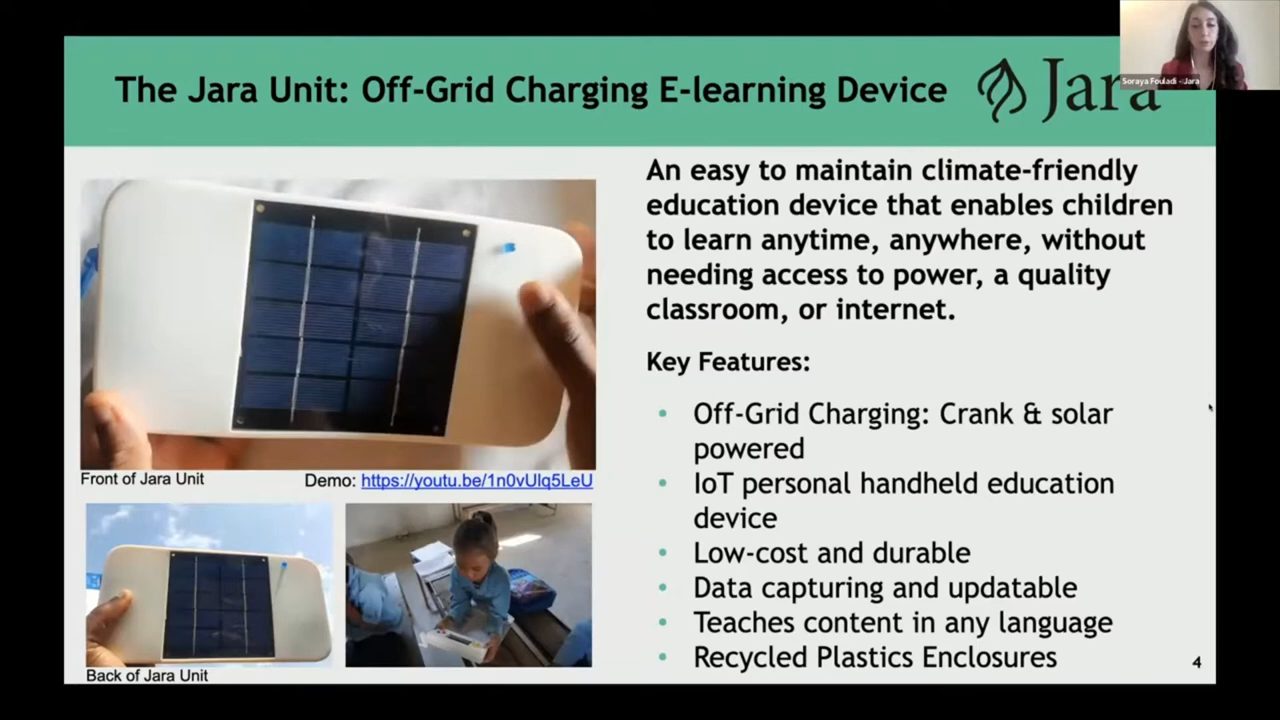 The Jara Unit: Off-Grid Charging E-learning Device
Jara
Soraya Fouladi - Jara
An easy to maintain climate-friendly
education device that enables children
to learn anytime, anywhere, without
needing access to power, a quality
classroom, or internet.
Key Features:
• Off-Grid Charging: Crank & solar
powered
• IoT personal handheld education
device
• Low-cost and durable
• Data capturing and updatable
• Teaches content in any language
• Recycled Plastics Enclosures
Front of Jara Unit
Demo: https://youtu.be/1n0vUlq5LeU
Back of Jara Unit
4